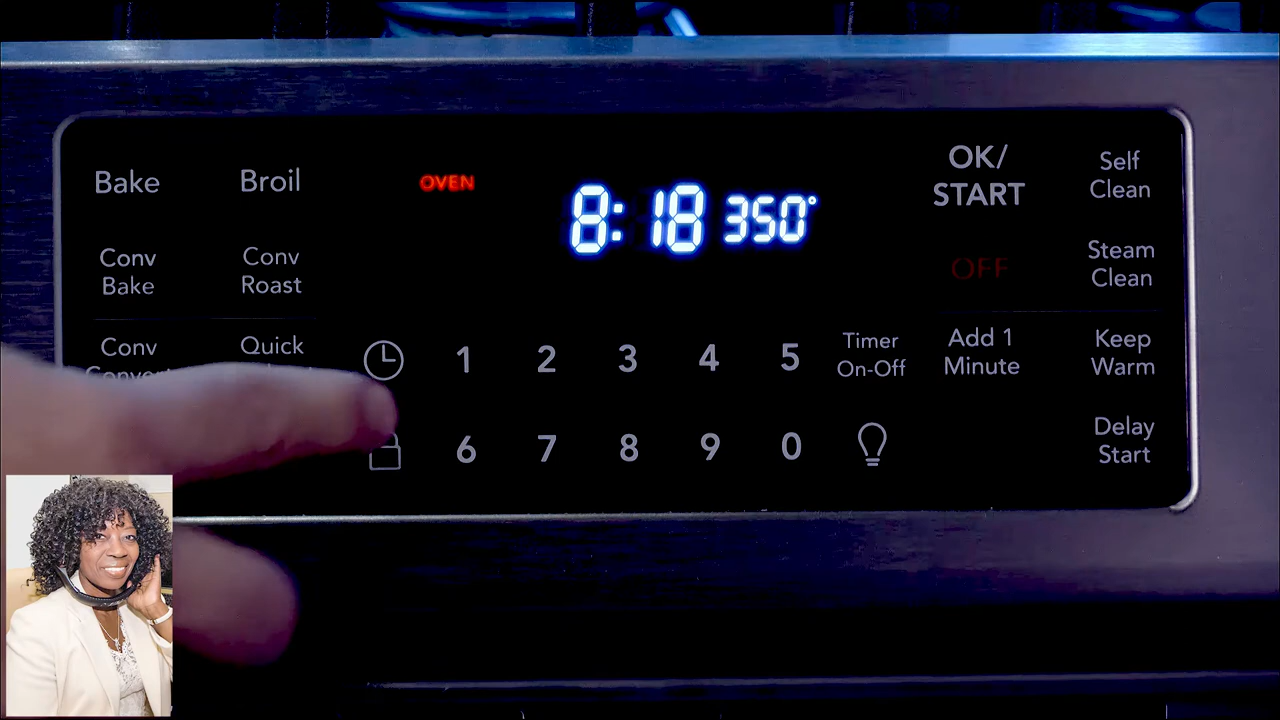 Bake
Broil
OVEN
8:18 350°
OK/
START
Self
Clean
Conv
Bake
Conv
Roast
OFF
Steam
Clean
Conv
Quick
1 2 3 4 5
Timer
On-Off
Add 1
Minute
Keep
Warm
6 7 8 9 0
Delay
Start